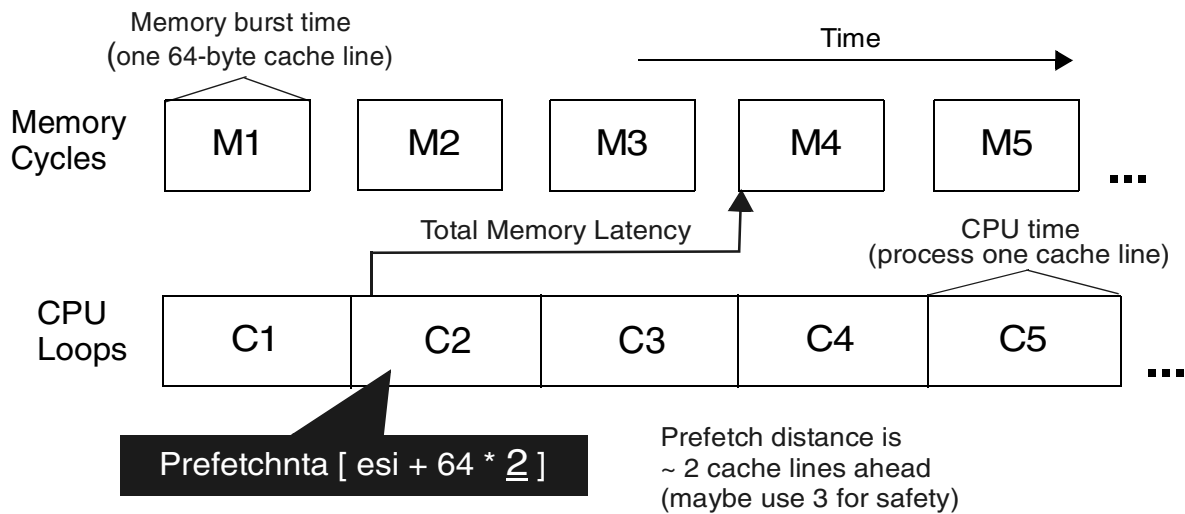 Memory burst time
(one 64-byte cache line)
Time
Memory
Cycles
M1
M2
M3
M4
M5
...
Total Memory Latency
CPU time
(process one cache line)
CPU
Loops
C1
C2
C3
C4
C5
...
Prefetchnta [ esi + 64 * 2 ]
Prefetch distance is
~ 2 cache lines ahead
(maybe use 3 for safety)